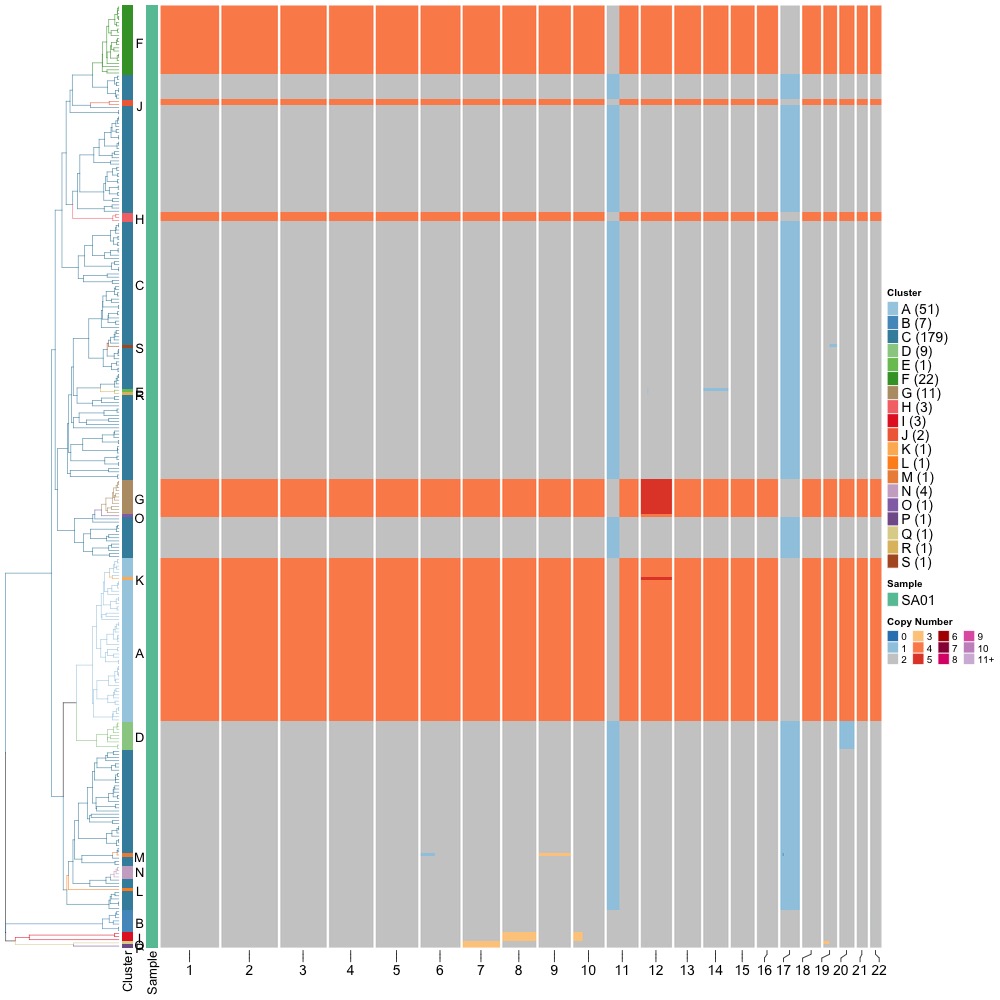 F
J
H
C
S
R
G
O
K
A
D
M
N
L
B
Cluster
Sample
1 2 3 4 5 6 7 8 9 10 11 12 13 14 15 16 17 18 19 20 21 22
Cluster
A (51)
B (7)
C (179)
D (9)
E (1)
F (22)
G (11)
H (3)
I (3)
J (2)
K (1)
L (1)
M (1)
N (4)
O (1)
P (1)
Q (1)
R (1)
S (1)
Sample
SA01
Copy Number
0 3 6 9
1 4 7 10
2 5 8 11+